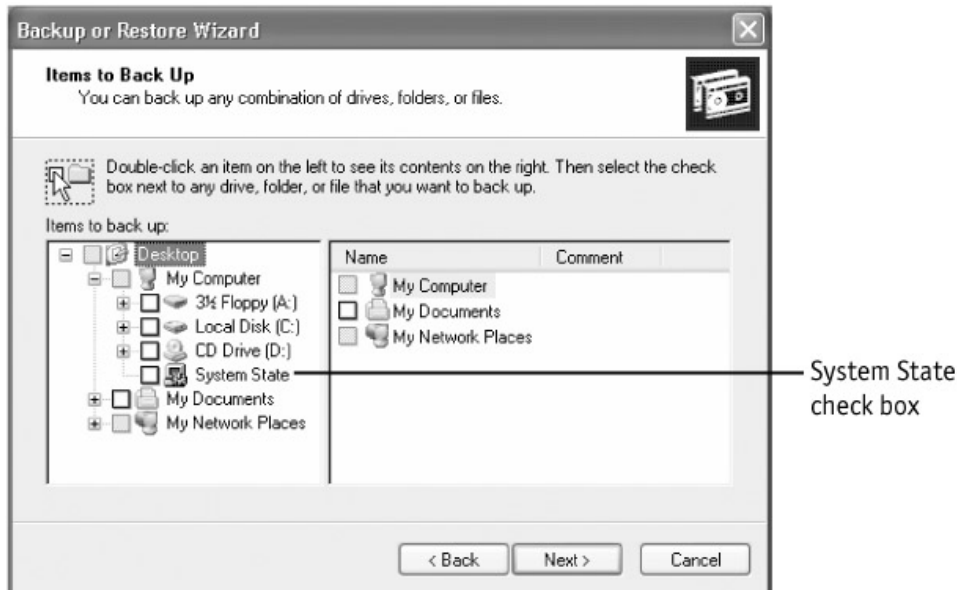 Backup or Restore Wizard
Items to Back Up
You can back up any combination of drives, folders, or files.
Double-click an item on the left to see its contents on the right. Then select the check
box next to any drive, folder, or file that you want to back up.
Items to back up:
Desktop
My Computer
3½ Floppy (A:)
Local Disk (C:)
CD Drive (D:)
System State
My Documents
My Network Places
Name Comment
My Computer
My Documents
My Network Places
System State
check box
< Back Next > Cancel